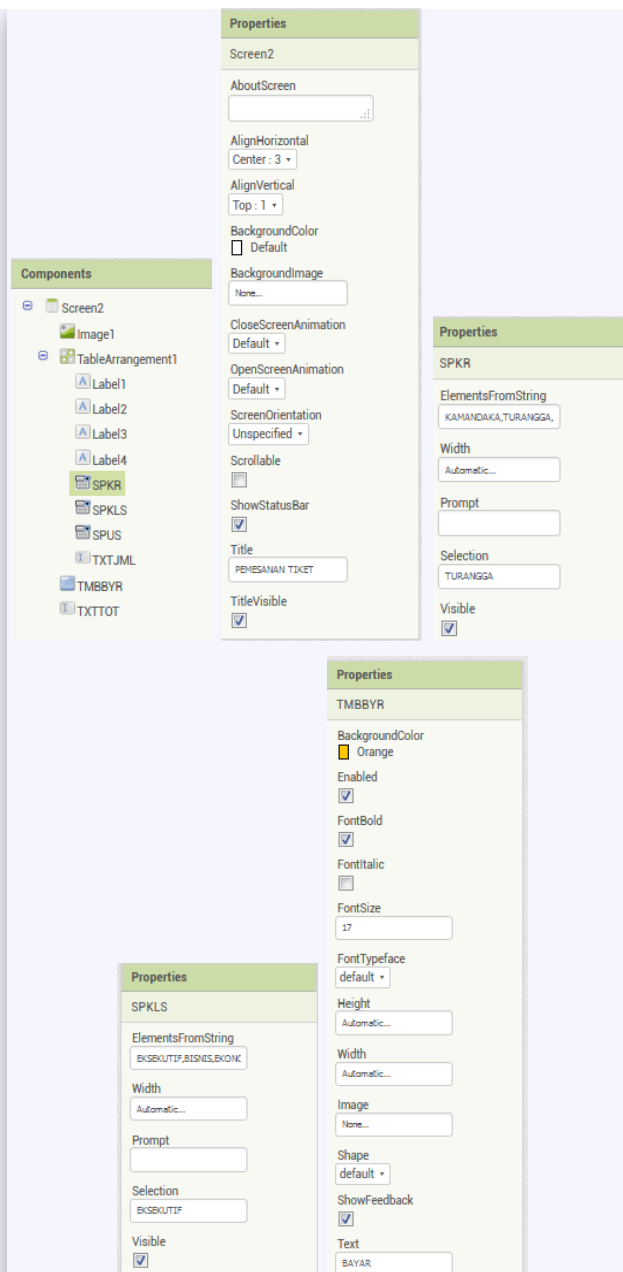 Components
Screen2
Image1
TableArrangement1
Label1
Label2
Label3
Label4
SPKR
SPKLS
SPUS
TXTJML
TMBBYR
TXTTOT
Properties
Screen2
AboutScreen
AlignHorizontal
Center : 3
AlignVertical
Top : 1
BackgroundColor
Default
BackgroundImage
None...
CloseScreenAnimation
Default
OpenScreenAnimation
Default
ScreenOrientation
Unspecified
Scrollable
ShowStatusBar
Title
PEMESANAN TIKET
TitleVisible
Properties
SPKR
ElementsFromString
KAMANDAKA,TURANGGA,
Width
Automatic...
Prompt
Selection
TURANGGA
Visible
Properties
SPKLS
ElementsFromString
EKSEKUTIF,BISNIS,EKONC
Width
Automatic...
Prompt
Selection
EKSEKUTIF
Visible
Properties
TMBBYR
BackgroundColor
Orange
Enabled
FontBold
FontItalic
FontSize
17
FontTypeface
default
Height
Automatic...
Width
Automatic...
Image
None...
Shape
default
ShowFeedback
Text
BAYAR